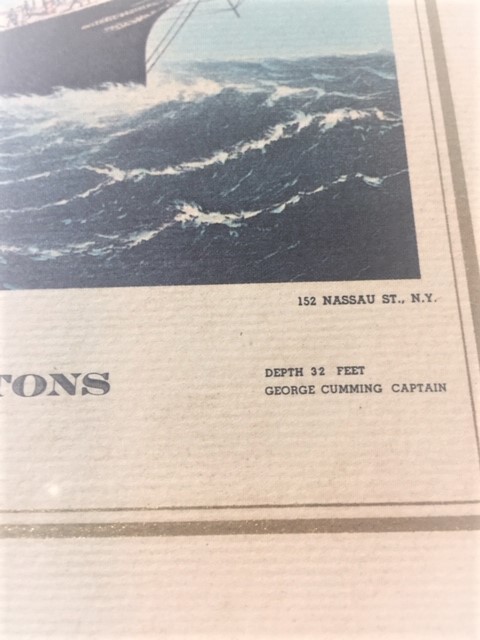 152 NASSAU ST., N.Y.
TONS
DEPTH 32 FEET
GEORGE CUMMING CAPTAIN